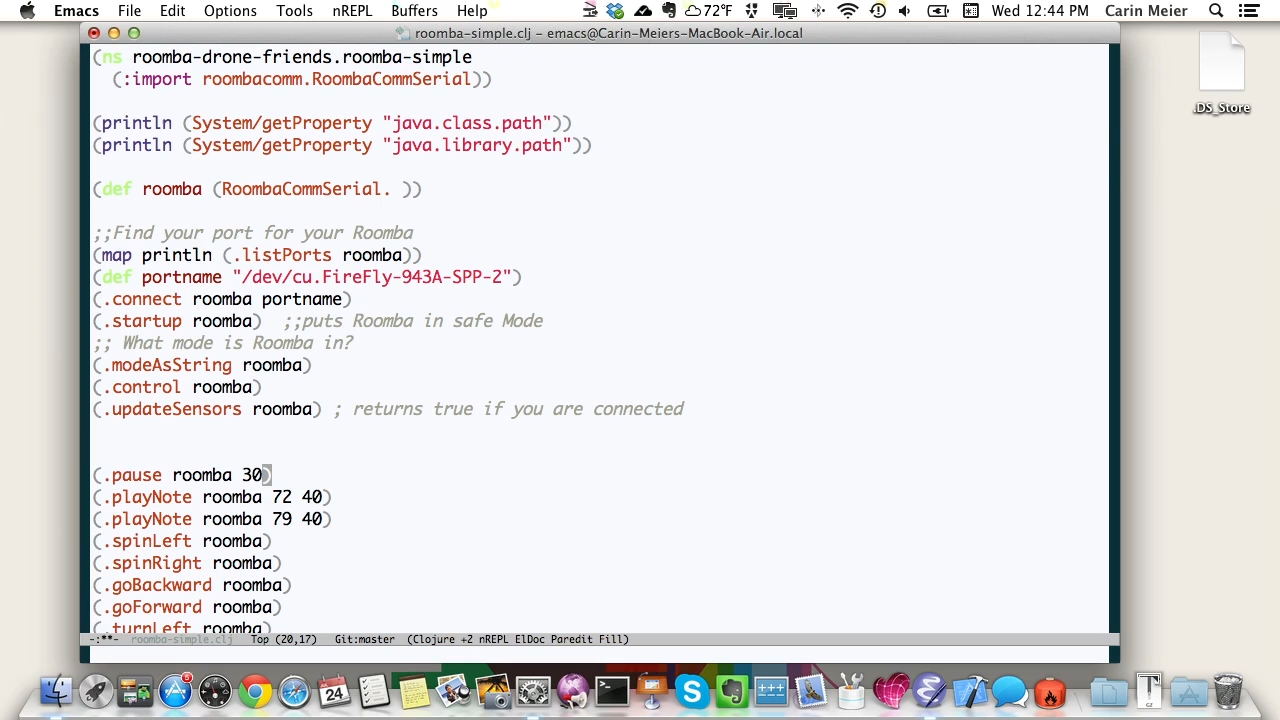 Emacs File Edit Options Tools nREPL Buffers Help 72°F Wed 12:44 PM Carin Meier
roomba-simple.clj - emacs@Carin-Meiers-MacBook-Air.local
(ns roomba-drone-friends.roomba-simple
(:import roombacomm.RoombaCommSerial))
(println (System/getProperty "java.class.path"))
(println (System/getProperty "java.library.path"))
(def roomba (RoombaCommSerial. ))
;;Find your port for your Roomba
(map println (.listPorts roomba))
(def portname "/dev/cu.FireFly-943A-SPP-2")
(.connect roomba portname)
(.startup roomba) ;;puts Roomba in safe Mode
;; What mode is Roomba in?
(.modeAsString roomba)
(.control roomba)
(.updateSensors roomba) ; returns true if you are connected
(.pause roomba 30)
(.playNote roomba 72 40)
(.playNote roomba 79 40)
(.spinLeft roomba)
(.spinRight roomba)
(.goBackward roomba)
(.goForward roomba)
(.turnLeft roomba)
-:**- roomba-simple.clj Top (20,17) Git:master (Clojure +2 nREPL ElDoc Paredit Fill)
.DS_Store
5
24